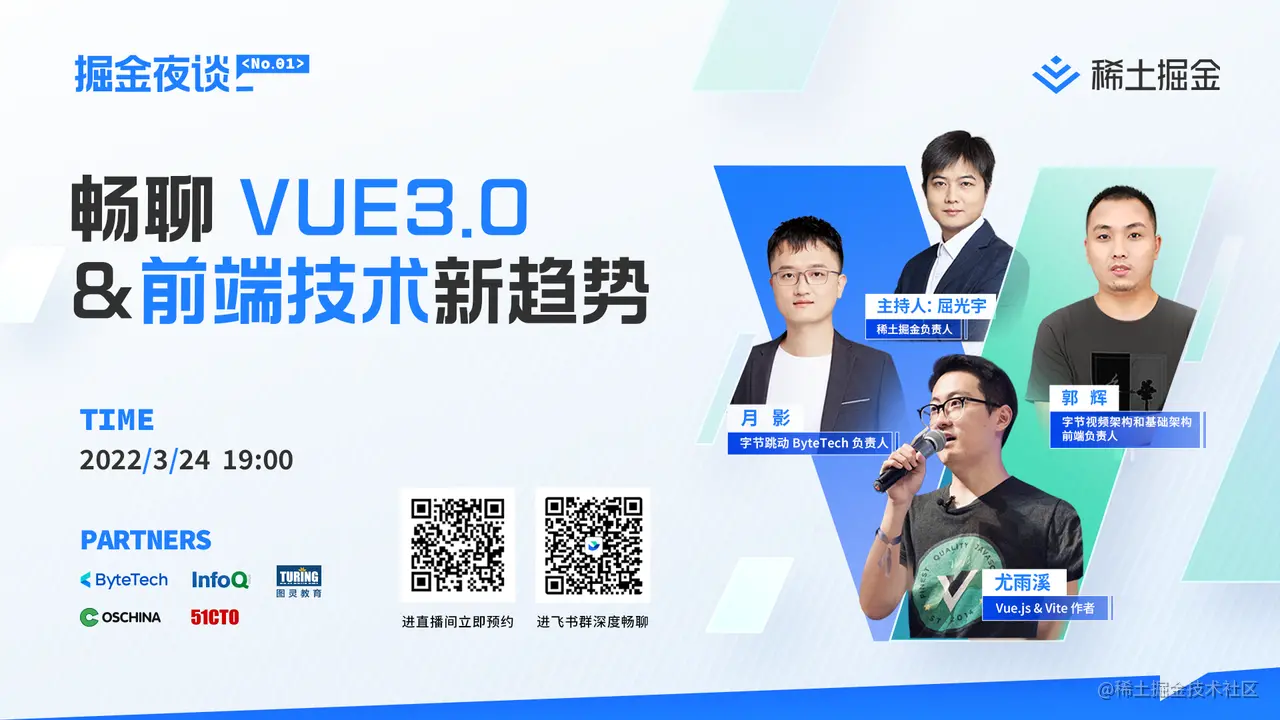 掘金夜谈 <No.01>
稀土掘金
畅聊 VUE3.0
&前端技术新趋势
TIME
2022/3/24 19:00
PARTNERS
ByteTech InfoQ TURING
图灵教育
OSCHINA 51CTO
进直播间立即预约 进飞书群深度畅聊
主持人: 屈光宇
稀土掘金负责人
月 影
字节跳动 ByteTech 负责人
郭 辉
字节视频架构和基础架构
前端负责人
尤雨溪
Vue.js & Vite 作者
@稀土掘金技术社区